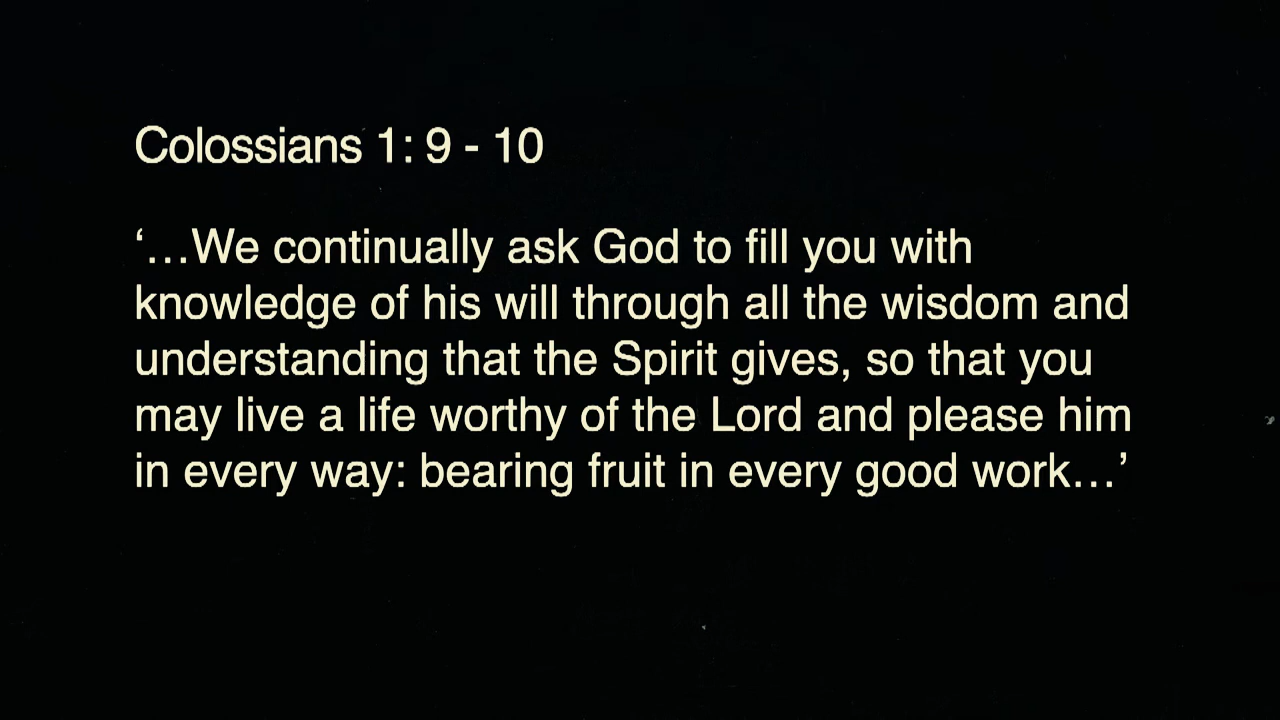 Colossians 1: 9 - 10
‘…We continually ask God to fill you with
knowledge of his will through all the wisdom and
understanding that the Spirit gives, so that you
may live a life worthy of the Lord and please him
in every way: bearing fruit in every good work…’